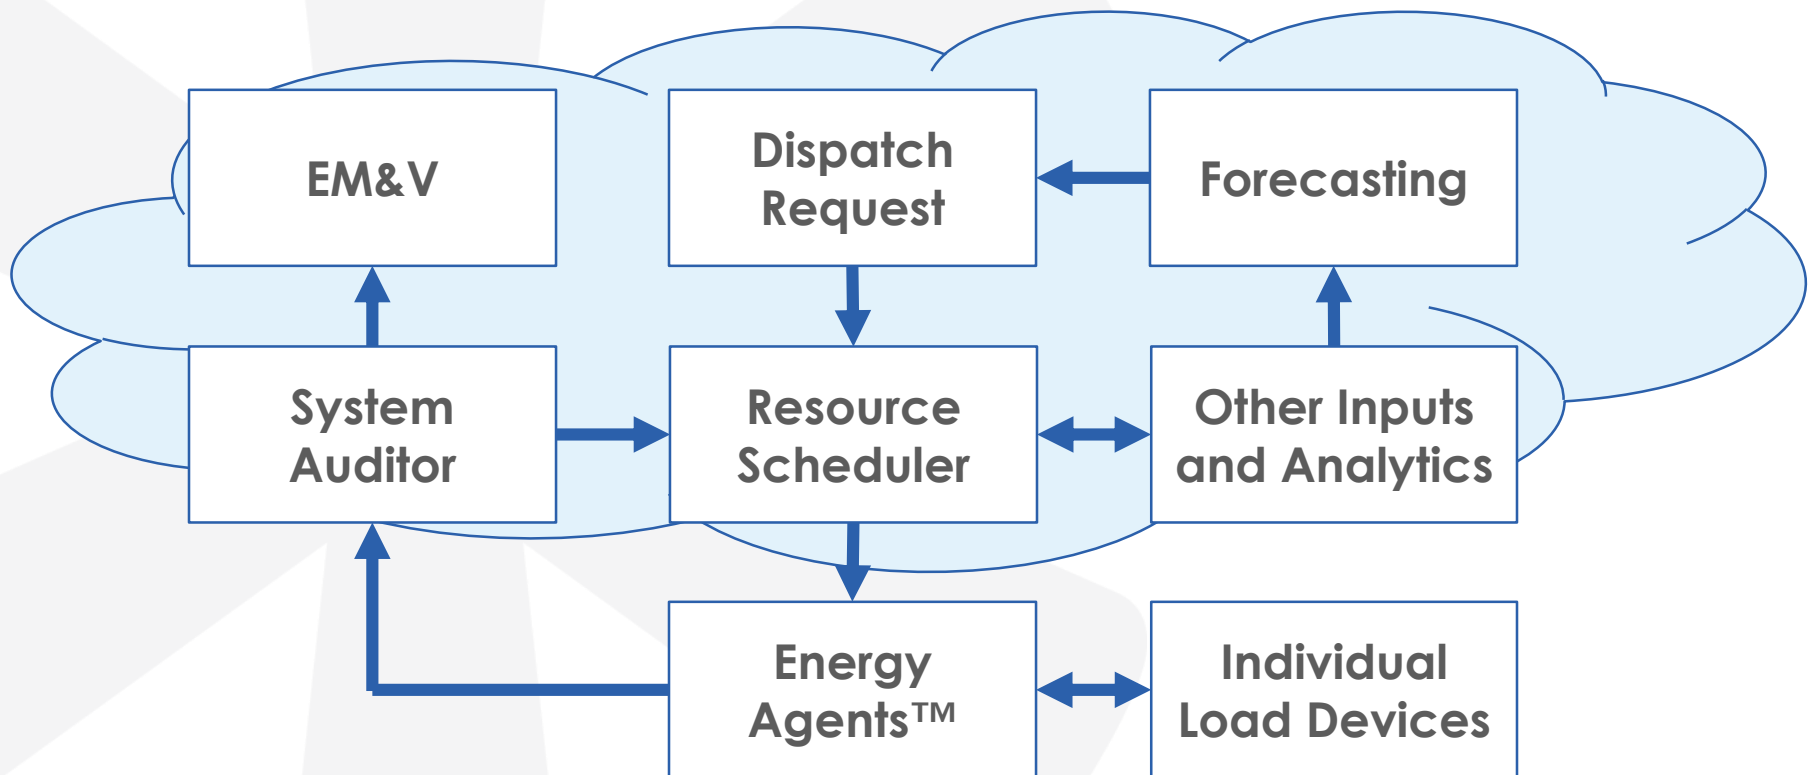 EM&V
Dispatch
Request
Forecasting
System
Auditor
Resource
Scheduler
Other Inputs
and Analytics
Energy
Agents™
Individual
Load Devices